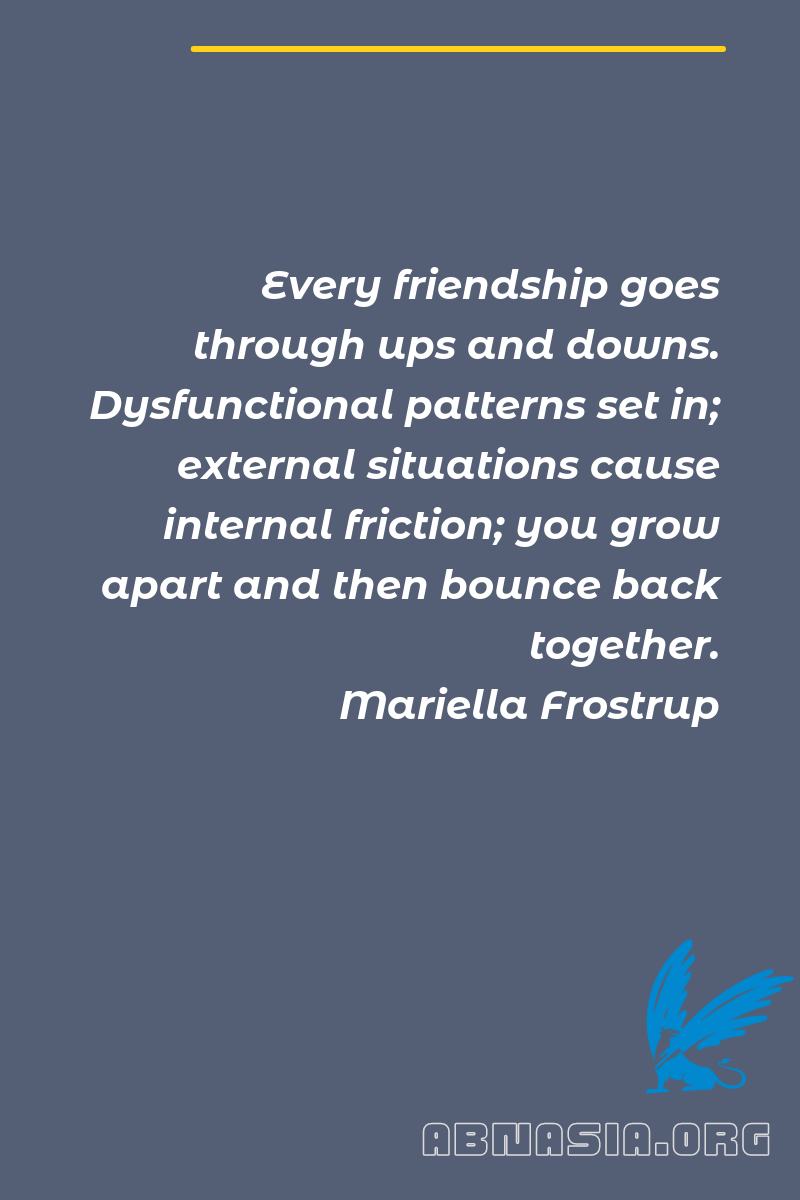 Every friendship goes
through ups and downs.
Dysfunctional patterns set in;
external situations cause
internal friction; you grow
apart and then bounce back
together.
Mariella Frostrup
ABNASIA.ORG